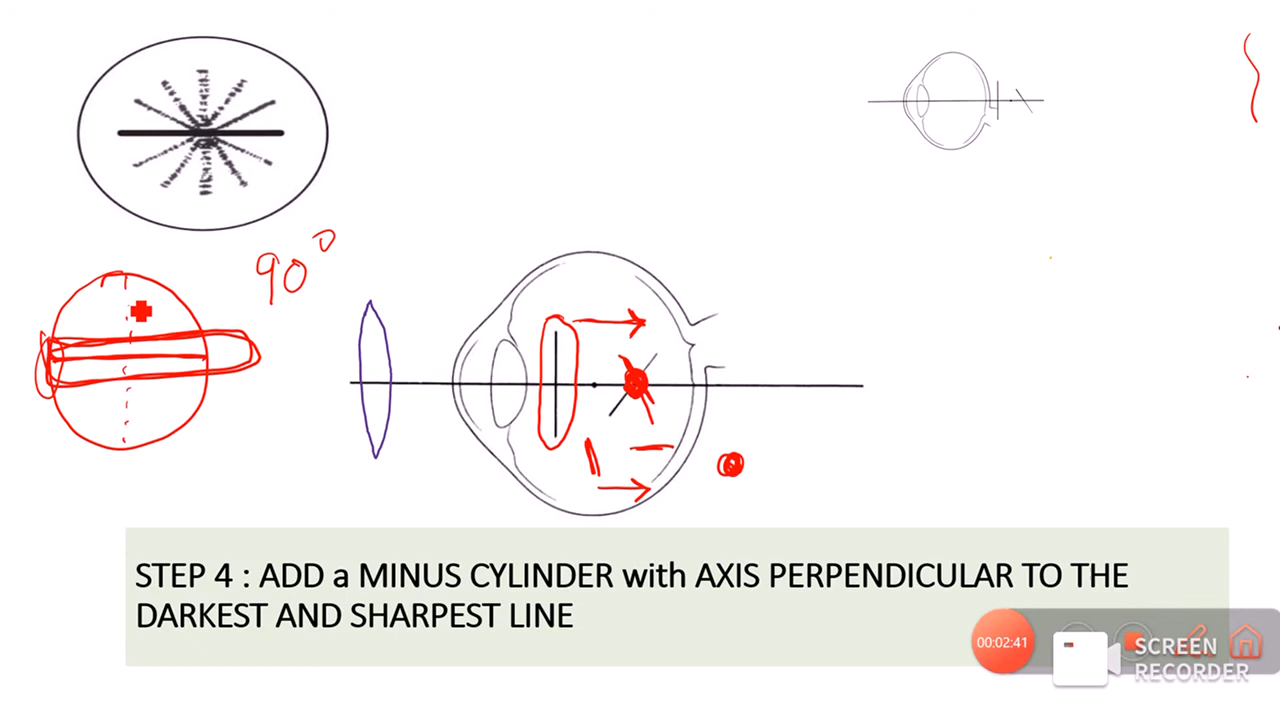 90°
STEP 4 : ADD a MINUS CYLINDER with AXIS PERPENDICULAR TO THE
DARKEST AND SHARPEST LINE
00:02:41
SCREEN
RECORDER